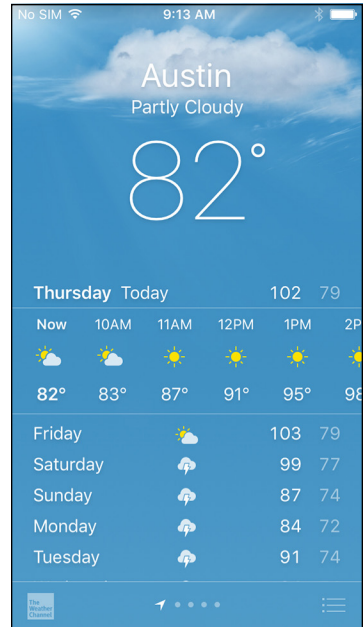 No SIM 9:13 AM
Austin
Partly Cloudy
82°
Thursday Today 102 79
Now 10AM 11AM 12PM 1PM 2P
82° 83° 87° 91° 95° 98
Friday 103 79
Saturday 99 77
Sunday 87 74
Monday 84 72
Tuesday 91 74
The
Weather
Channel